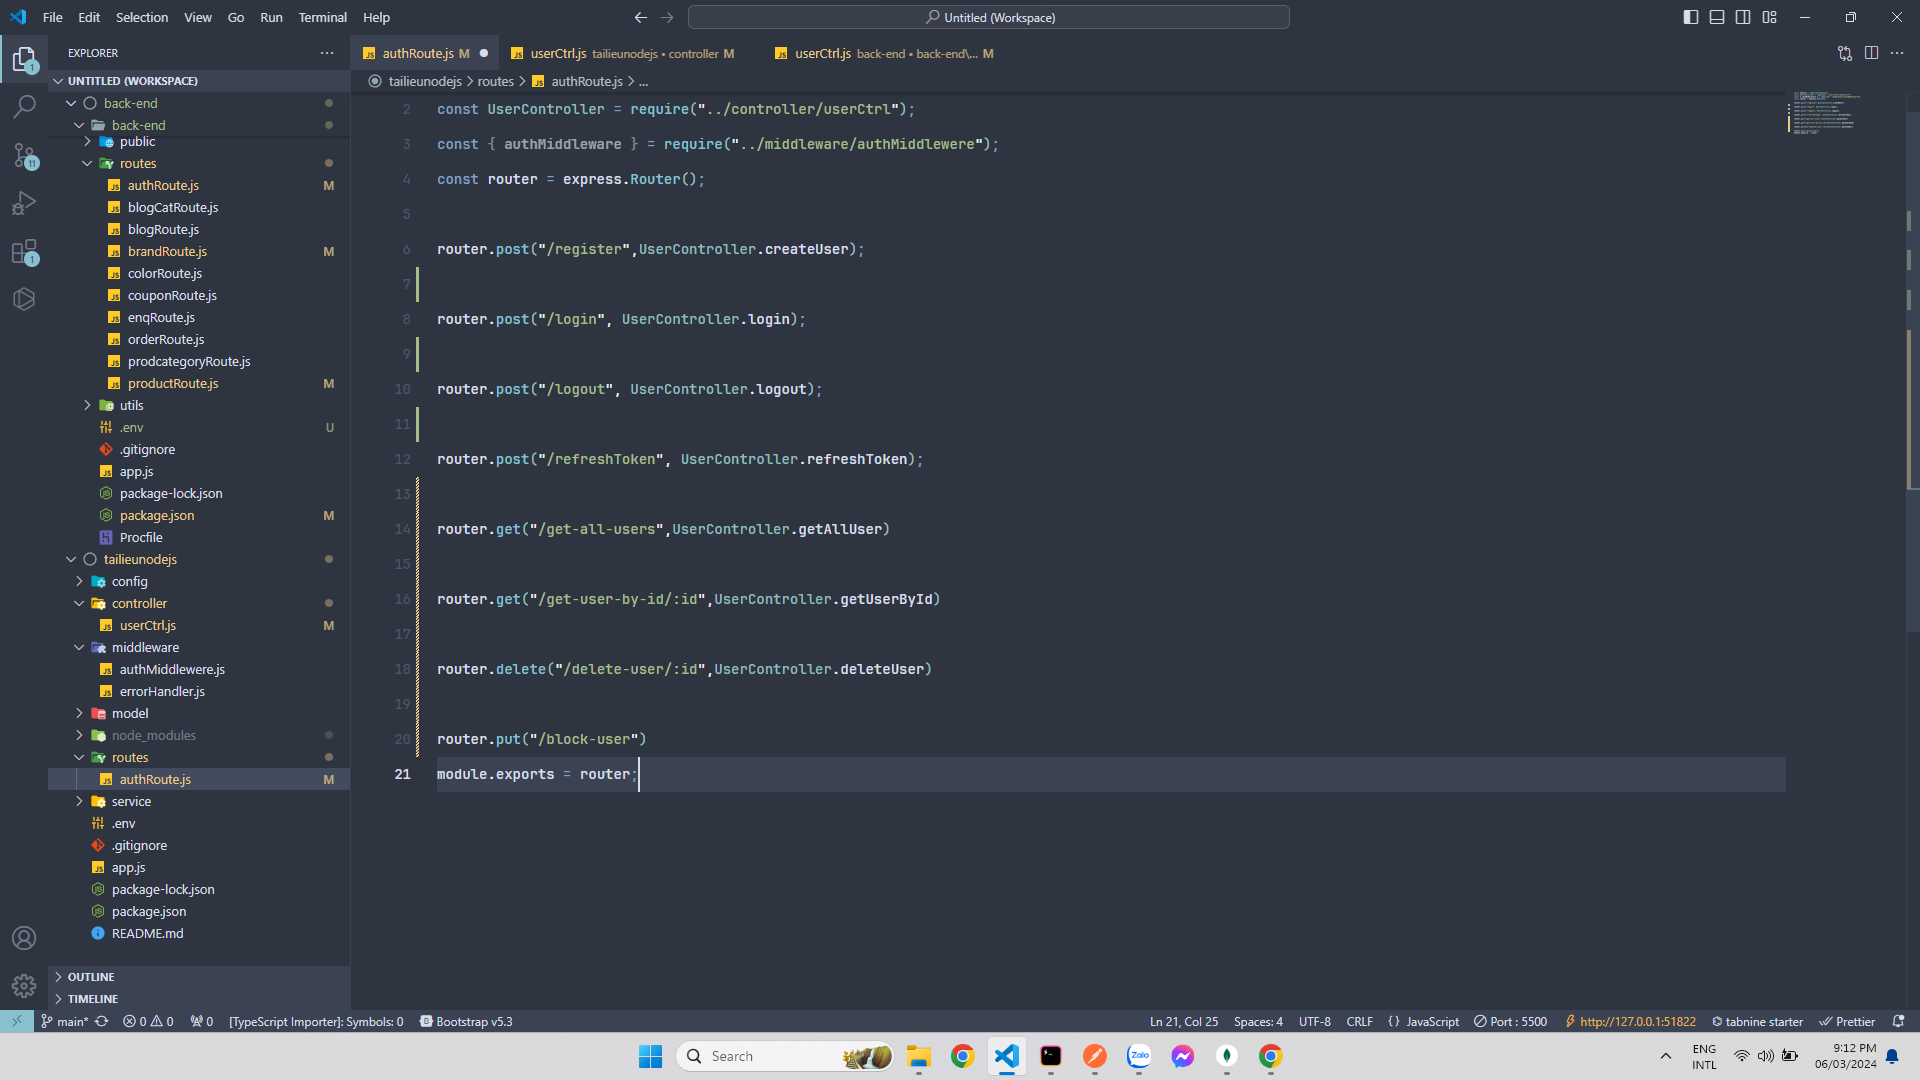 File Edit Selection View Go Run Terminal Help
Untitled (Workspace)
EXPLORER
authRoute.js M
userCtrl.js tailieunodejs • controller M
userCtrl.js back-end • back-end\... M
UNTITLED (WORKSPACE)
tailieunodejs > routes > authRoute.js > ...
back-end
back-end
public
routes
authRoute.js M
blogCatRoute.js
blogRoute.js
brandRoute.js M
colorRoute.js
couponRoute.js
enqRoute.js
orderRoute.js
prodcategoryRoute.js
productRoute.js M
utils
.env U
.gitignore
app.js
package-lock.json
package.json M
Procfile
tailieunodejs
config
controller
userCtrl.js M
middleware
authMiddlewere.js
errorHandler.js
model
node_modules
routes
authRoute.js M
service
.env
.gitignore
app.js
package-lock.json
package.json
README.md
OUTLINE
TIMELINE
1
11
1
2 const UserController = require("../controller/userCtrl");
3 const { authMiddleware } = require("../middleware/authMiddlewere");
4 const router = express.Router();
5
6 router.post("/register",UserController.createUser);
7
8 router.post("/login", UserController.login);
9
10 router.post("/logout", UserController.logout);
11
12 router.post("/refreshToken", UserController.refreshToken);
13
14 router.get("/get-all-users",UserController.getAllUser)
15
16 router.get("/get-user-by-id/:id",UserController.getUserById)
17
18 router.delete("/delete-user/:id",UserController.deleteUser)
19
20 router.put("/block-user")
21 module.exports = router;
main* 0 0 0 [TypeScript Importer]: Symbols: 0 Bootstrap v5.3
Ln 21, Col 25 Spaces: 4 UTF-8 CRLF {} JavaScript Port : 5500 http://127.0.0.1:51822 tabnine starter Prettier
Search
Zalo
ENG
INTL
9:12 PM
06/03/2024